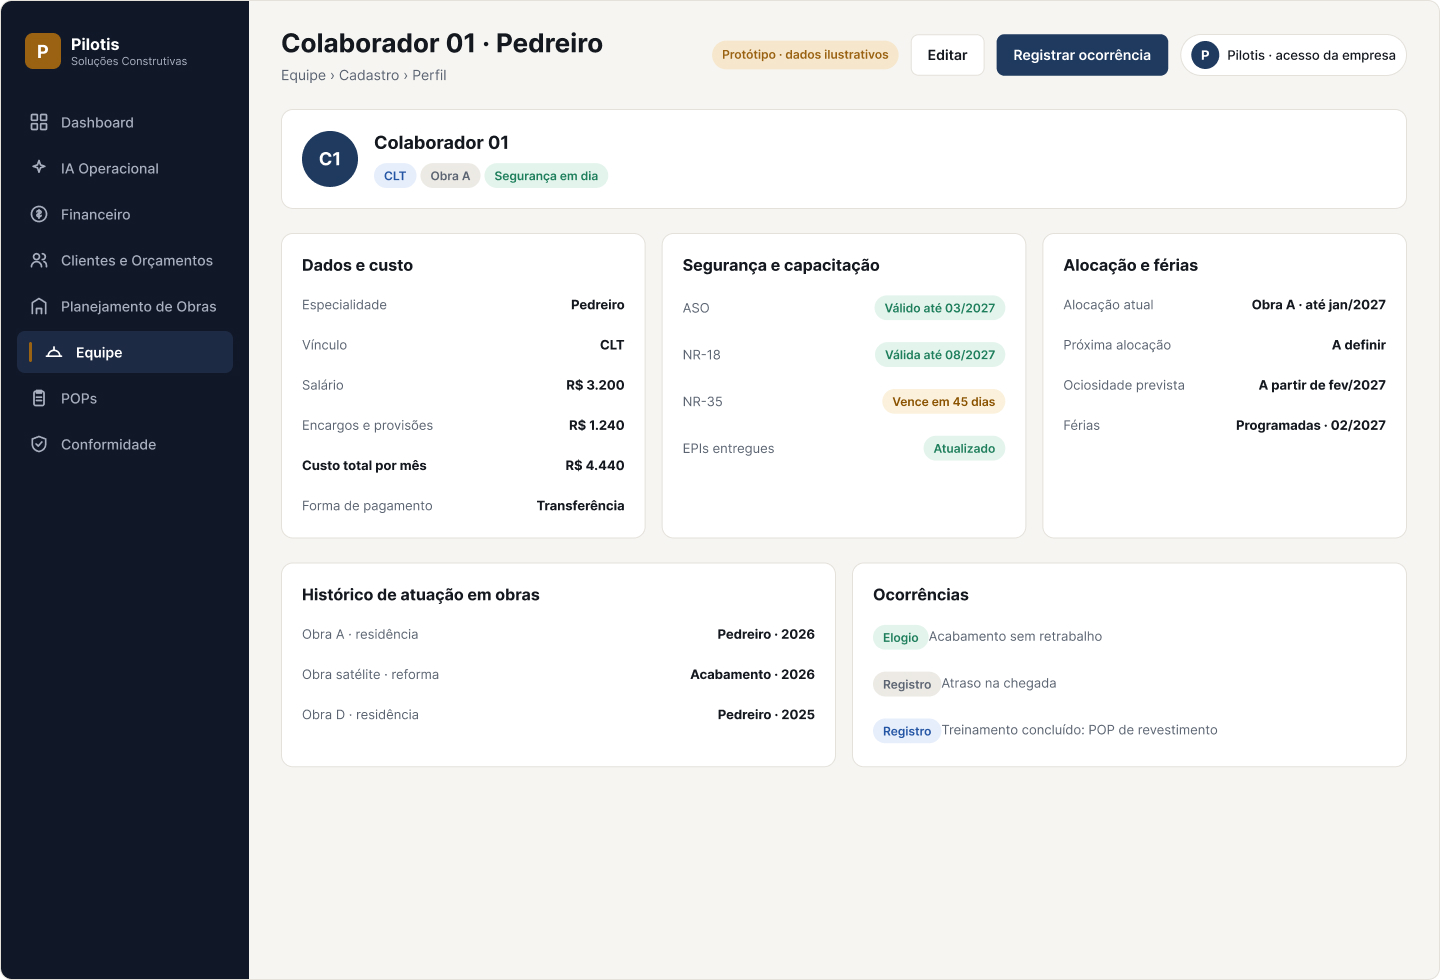 P
Pilotis
Soluções Construtivas
Dashboard
IA Operacional
Financeiro
Clientes e Orçamentos
Planejamento de Obras
Equipe
POPs
Conformidade
Colaborador 01 · Pedreiro
Equipe › Cadastro › Perfil
Protótipo · dados ilustrativos
Editar
Registrar ocorrência
P Pilotis · acesso da empresa
C1
Colaborador 01
CLT Obra A Segurança em dia
Dados e custo
Especialidade Pedreiro
Vínculo CLT
Salário R$ 3.200
Encargos e provisões R$ 1.240
Custo total por mês R$ 4.440
Forma de pagamento Transferência
Segurança e capacitação
ASO Válido até 03/2027
NR-18 Válida até 08/2027
NR-35 Vence em 45 dias
EPIs entregues Atualizado
Alocação e férias
Alocação atual Obra A · até jan/2027
Próxima alocação A definir
Ociosidade prevista A partir de fev/2027
Férias Programadas · 02/2027
Histórico de atuação em obras
Obra A · residência Pedreiro · 2026
Obra satélite · reforma Acabamento · 2026
Obra D · residência Pedreiro · 2025
Ocorrências
Elogio Acabamento sem retrabalho
Registro Atraso na chegada
Registro Treinamento concluído: POP de revestimento